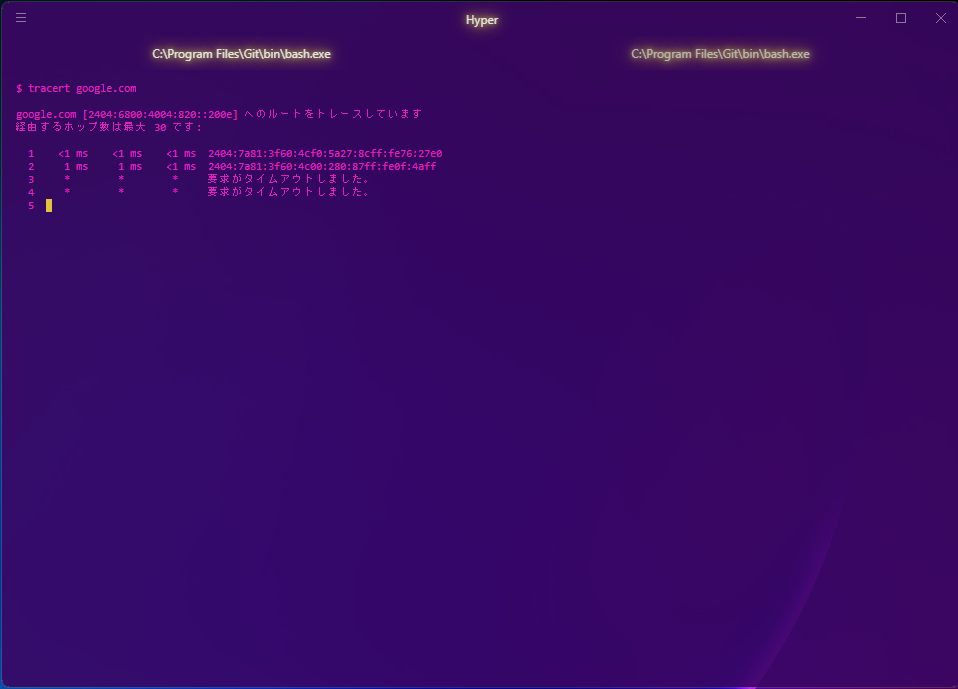 Hyper
C:\Program Files\Git\bin\bash.exe C:\Program Files\Git\bin\bash.exe
$ tracert google.com
google.com [2404:6800:4004:820::200e] へのルートをトレースしています
経由するホップ数は最大 30 です:
1 <1 ms <1 ms <1 ms 2404:7a81:3f60:4cf0:5a27:8cff:fe76:27e0
2 1 ms 1 ms <1 ms 2404:7a81:3f60:4c00:280:87ff:fe0f:4aff
3 * * * 要求がタイムアウトしました。
4 * * * 要求がタイムアウトしました。
5